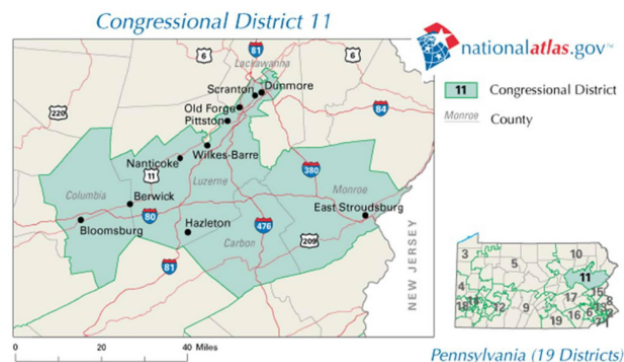 Congressional District 11
nationalatlas.gov™
11 Congressional District
Monroe County
6
81
6
Lackawanna
Scranton
Dunmore
Old Forge
Pittston
220
84
Wilkes-Barre
Nanticoke
11
Luzerne
380
Columbia
Monroe
Berwick
80
East Stroudsburg
Bloomsburg
Hazleton
476
209
Carbon
81
NEW JERSEY
0 20 40 Miles
3
5
10
11
4
15
17
12
9
19
16
6
8
Pennsylvania (19 Districts)